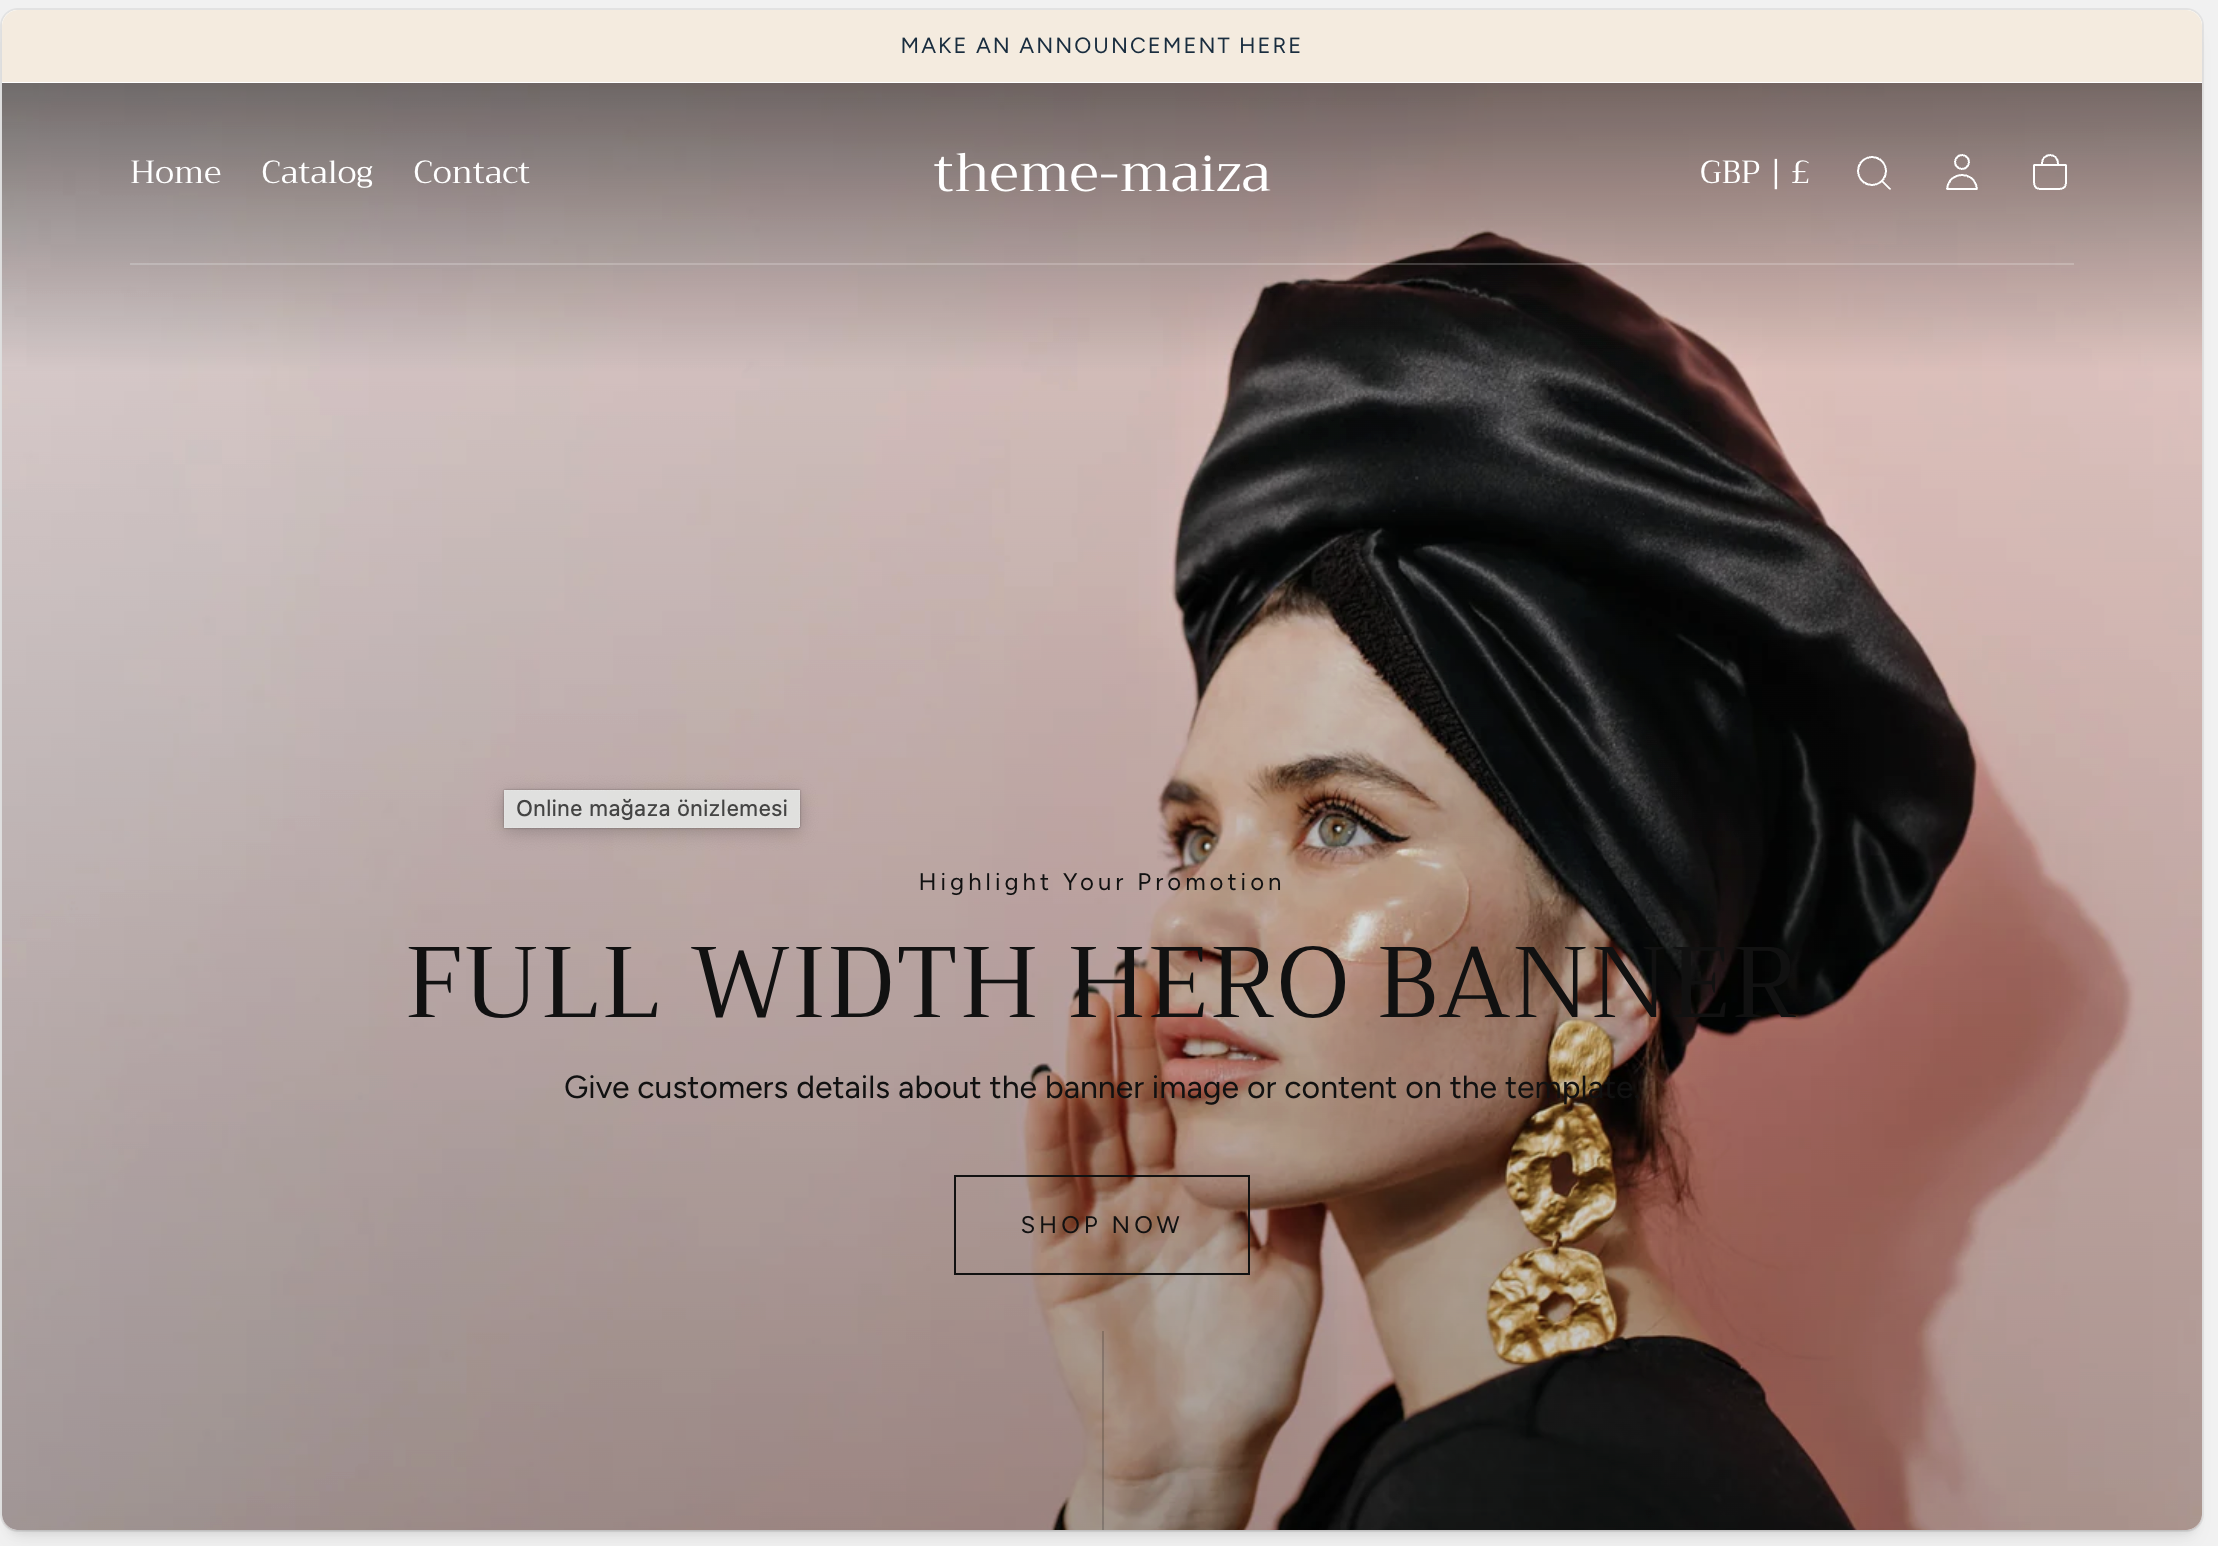 MAKE AN ANNOUNCEMENT HERE
Home Catalog Contact theme-maiza GBP | £
Online mağaza önizlemesi
Highlight Your Promotion
FULL WIDTH HERO BANNER
Give customers details about the banner image or content on the template
SHOP NOW